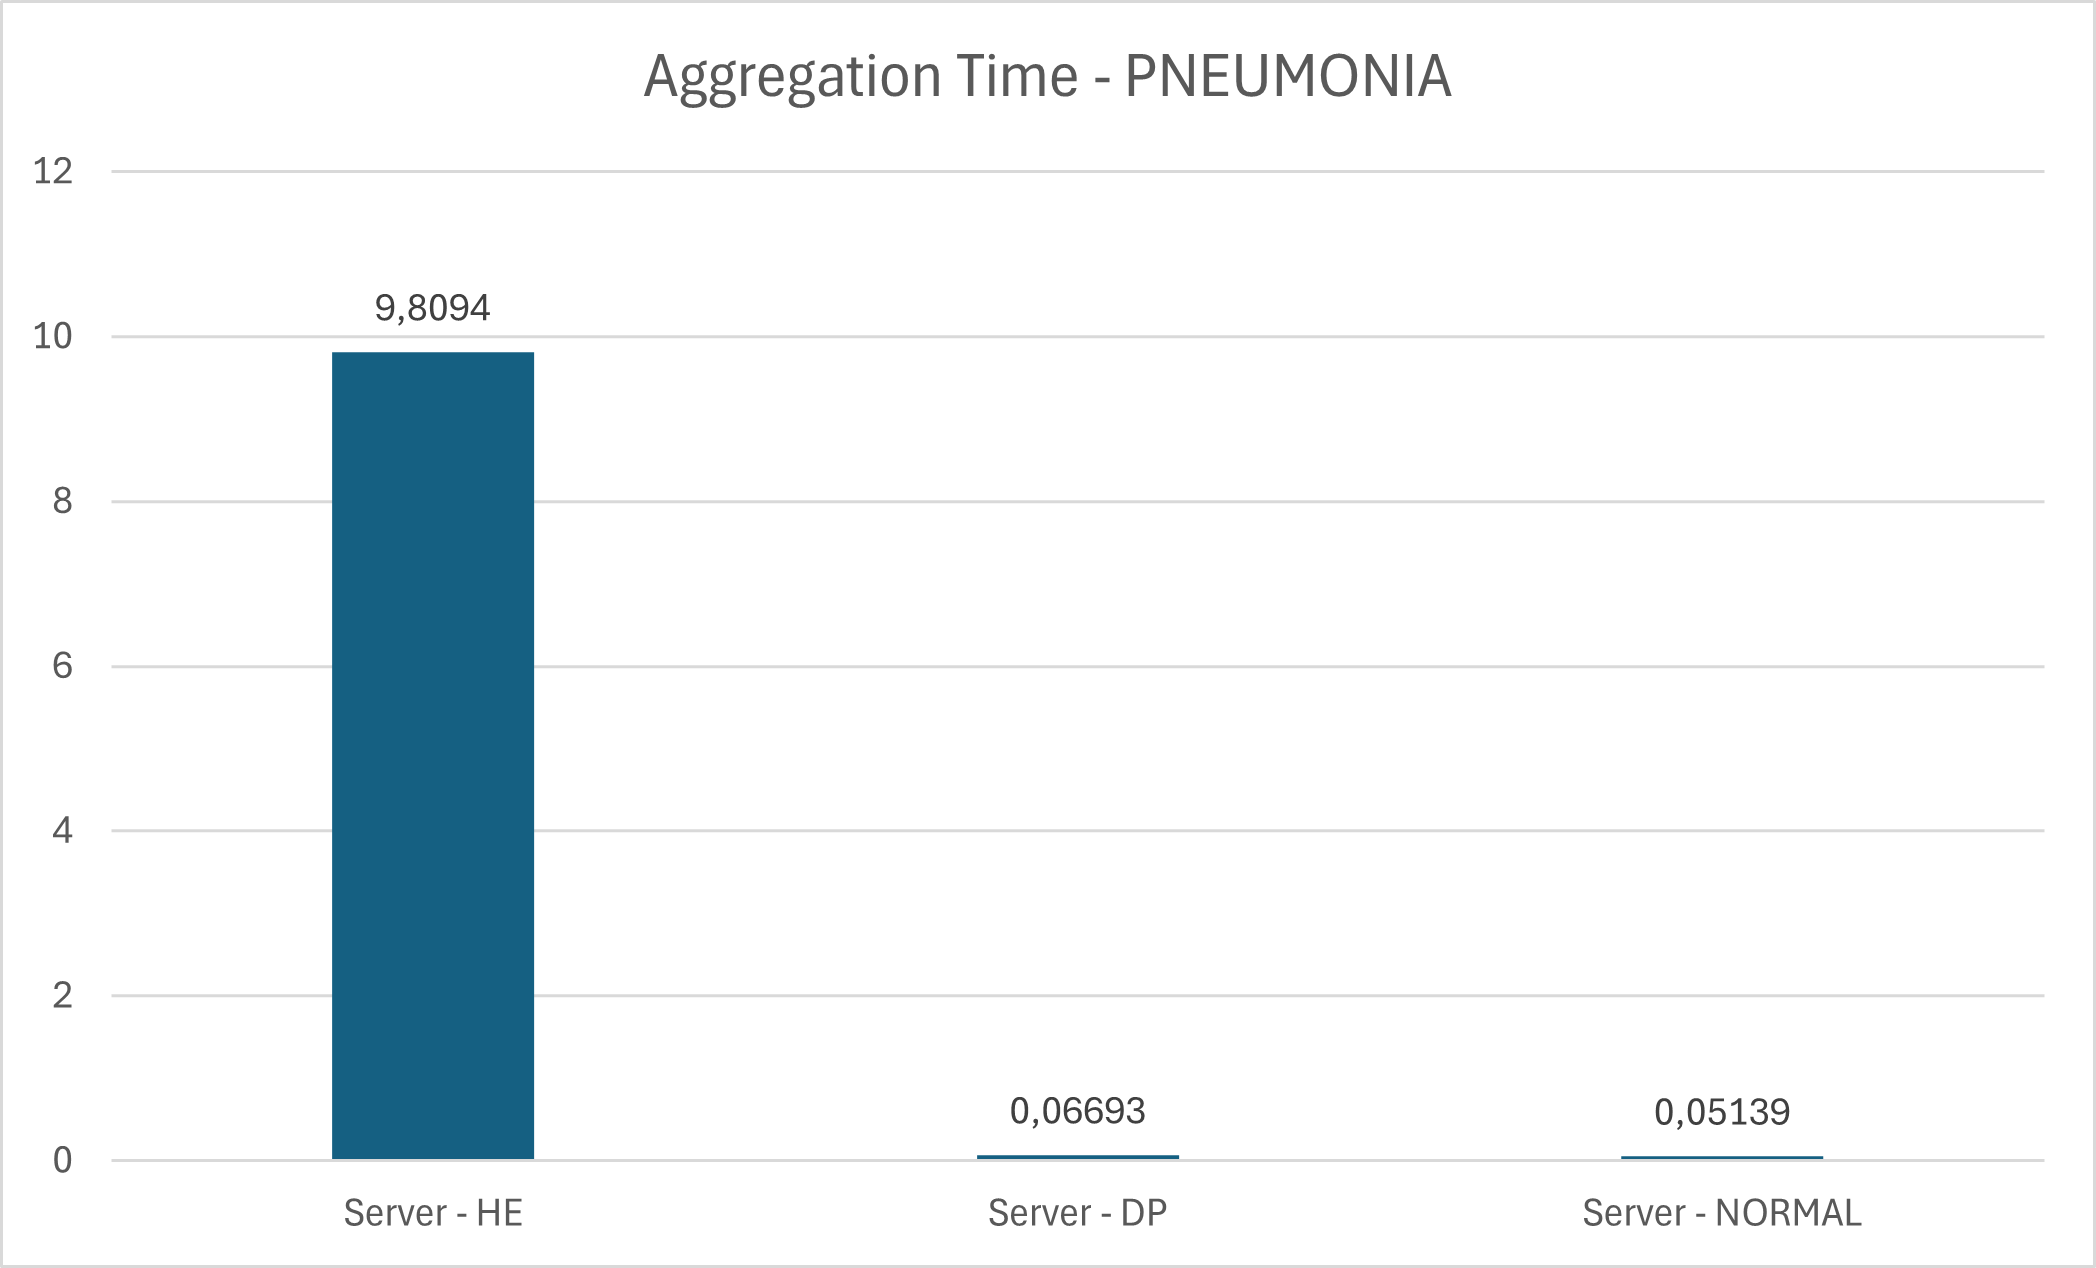 Aggregation Time - PNEUMONIA
12
10
8
6
4
2
0
9,8094
0,06693
0,05139
Server - HE
Server - DP
Server - NORMAL